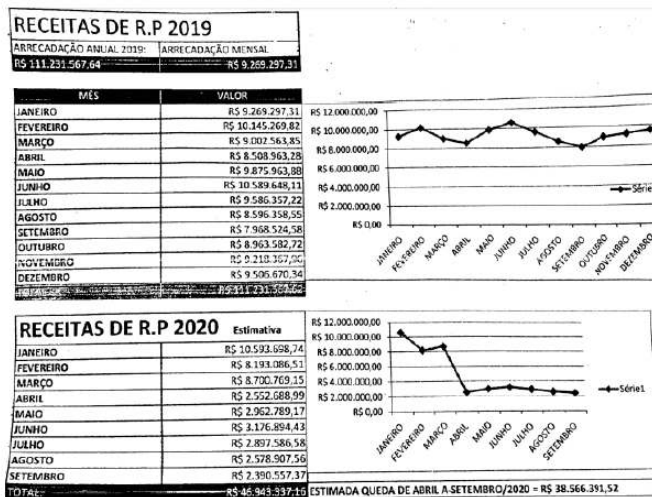 RECEITAS DE R.P 2019
ARRECADAÇÃO ANUAL 2019: ARRECADAÇÃO MENSAL
R$ 111.231.567,64 R$ 9.269.297,31
MÊS VALOR
JANEIRO R$ 9.269.297,31
FEVEREIRO R$ 10.145.269,82
MARÇO R$ 9.002.563,85
ABRIL R$ 8.508.963,28
MAIO R$ 9.875.963,88
JUNHO R$ 10.589.648,11
JULHO R$ 9.586.357,22
AGOSTO R$ 8.596.358,55
SETEMBRO R$ 7.968.524,58
OUTUBRO R$ 8.963.582,72
NOVEMBRO
DEZEMBRO R$ 9.506.670,34
R$ 12.000.000,00
R$ 10.000.000,00
R$ 8.000.000,00
R$ 6.000.000,00
R$ 4.000.000,00
R$ 2.000.000,00
R$ 0,00
Série
JANEIRO FEVEREIRO MARÇO ABRIL MAIO JUNHO JULHO AGOSTO SETEMBRO OUTUBRO NOVEMBRO DEZEMBRO
RECEITAS DE R.P 2020 Estimativa
JANEIRO R$ 10.593.698,74
FEVEREIRO R$ 8.193.086,51
MARÇO R$ 8.700.769,15
ABRIL R$ 2.552.688,99
MAIO R$ 2.962.789,17
JUNHO R$ 3.176.894,43
JULHO R$ 2.897.586,58
AGOSTO R$ 2.578.907,56
SETEMBRO R$ 2.390.557,37
TOTAL: R$ 46.943.337,16
R$ 12.000.000,00
R$ 10.000.000,00
R$ 8.000.000,00
R$ 6.000.000,00
R$ 4.000.000,00
R$ 2.000.000,00
R$ 0,00
Série1
JANEIRO FEVEREIRO MARÇO ABRIL MAIO JUNHO JULHO AGOSTO SETEMBRO
ESTIMADA QUEDA DE ABRIL A SETEMBRO/2020 = R$ 38.566.391,52